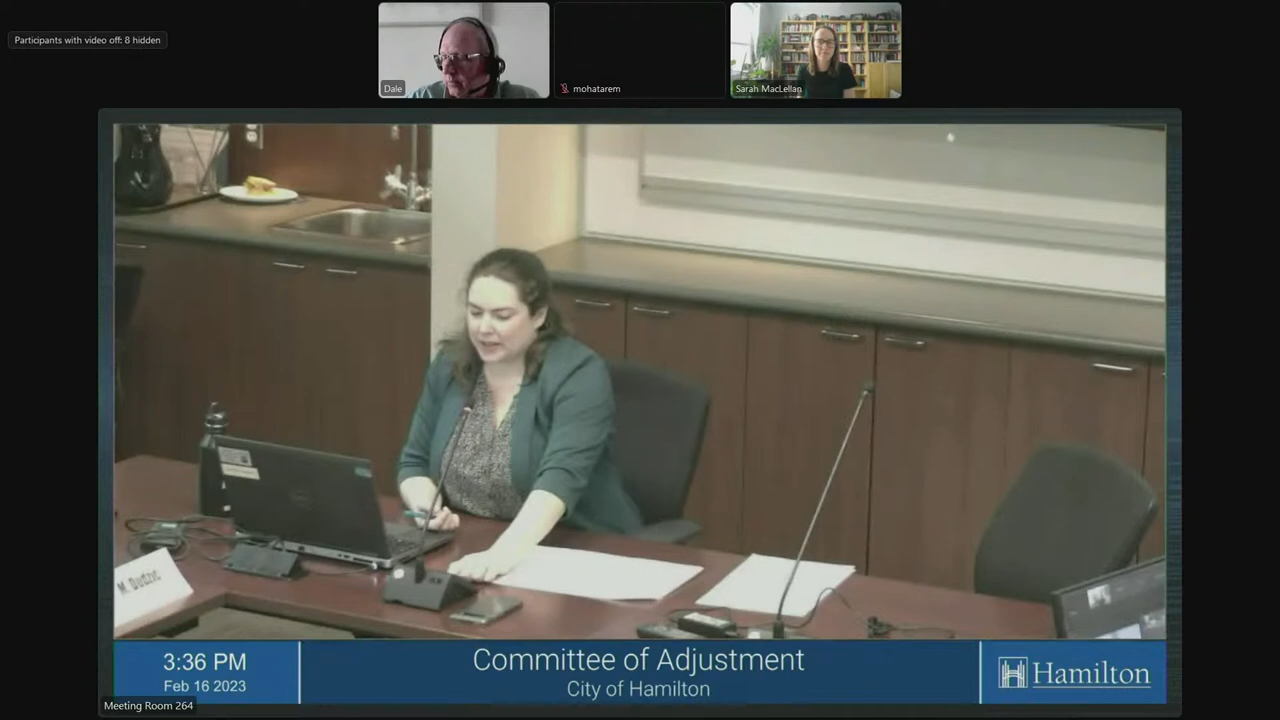 Participants with video off: 8 hidden
Dale
mohatarem
Sarah MacLellan
M. Dudzic
3:36 PM
Feb 16 2023
Committee of Adjustment
City of Hamilton
Hamilton
Meeting Room 264